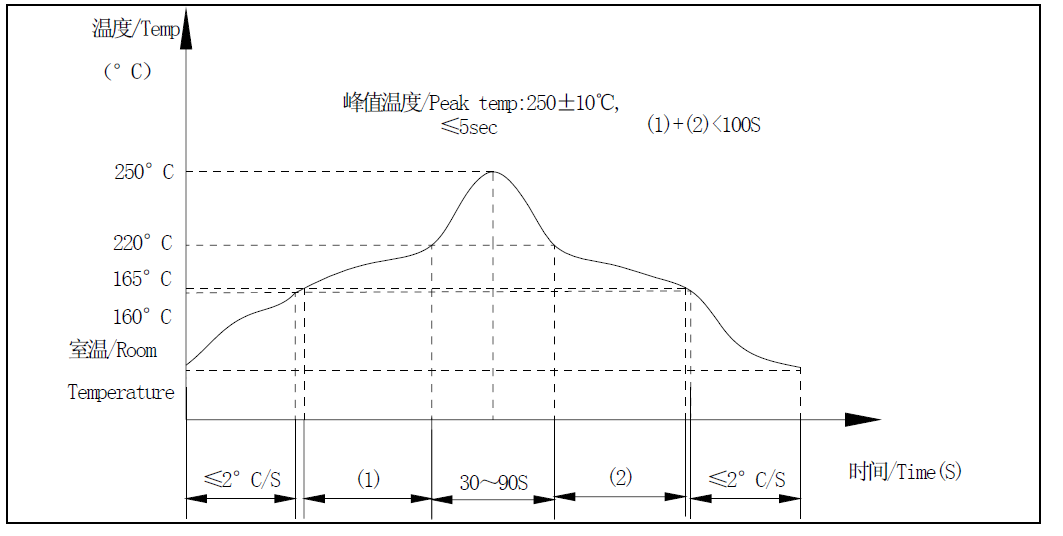 温度/Temp
(° C)
峰值温度/Peak temp:250±10℃,
≤5sec
(1)+(2)<100S
250° C
220° C
165° C
160° C
室温/Room
Temperature
≤2° C/S
(1)
30～90S
(2)
≤2° C/S
时间/Time(S)